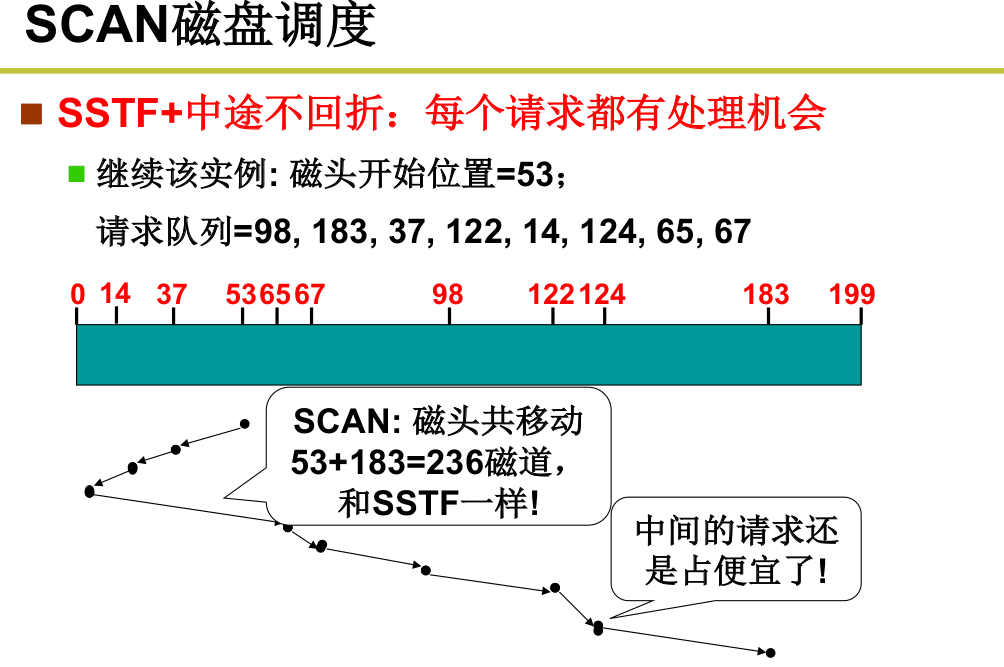 SCAN磁盘调度
SSTF+中途不回折：每个请求都有处理机会
继续该实例: 磁头开始位置=53；
请求队列=98, 183, 37, 122, 14, 124, 65, 67
0 14 37 53 65 67 98 122 124 183 199
SCAN: 磁头共移动
53+183=236磁道，
和SSTF一样!
中间的请求还
是占便宜了!